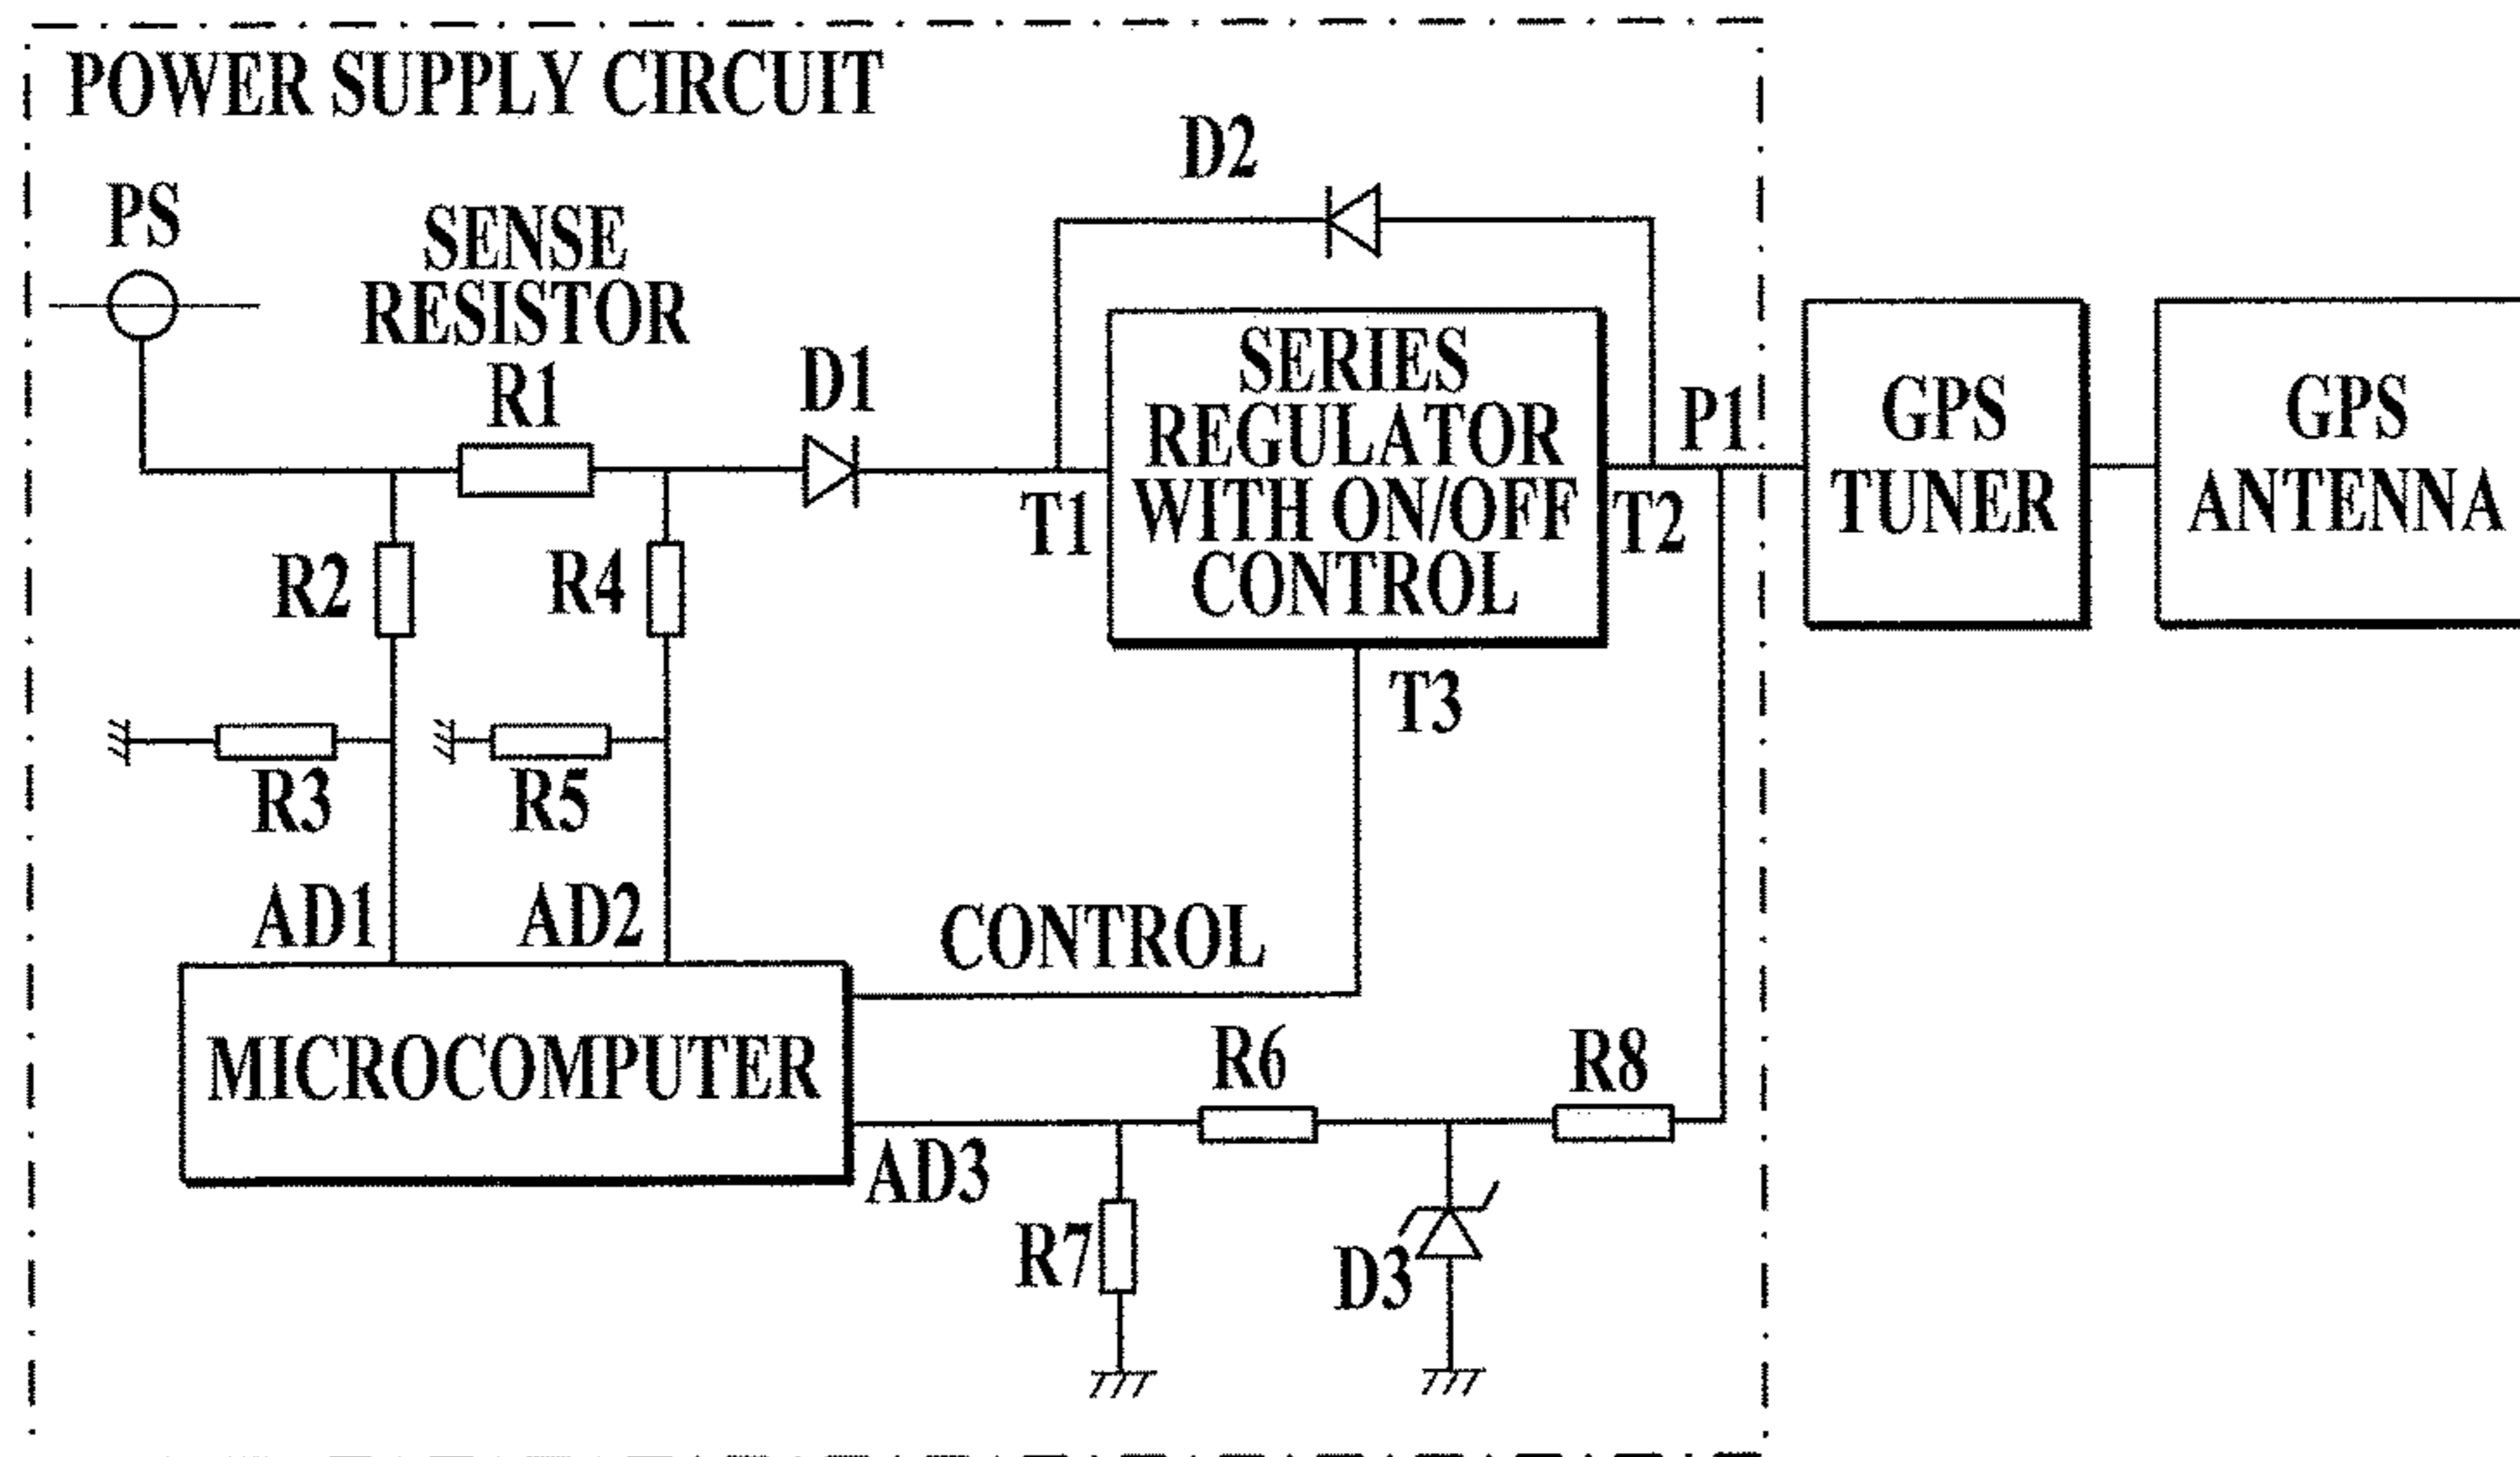 POWER SUPPLY CIRCUIT
D2
PS
SENSE
RESISTOR
R1
D1
SERIES
REGULATOR
WITH ON/OFF
CONTROL
P1
GPS
TUNER
GPS
ANTENNA
T1
T2
R2
R4
T3
R3
R5
AD1
AD2
CONTROL
MICROCOMPUTER
R6
R8
AD3
R7
D3